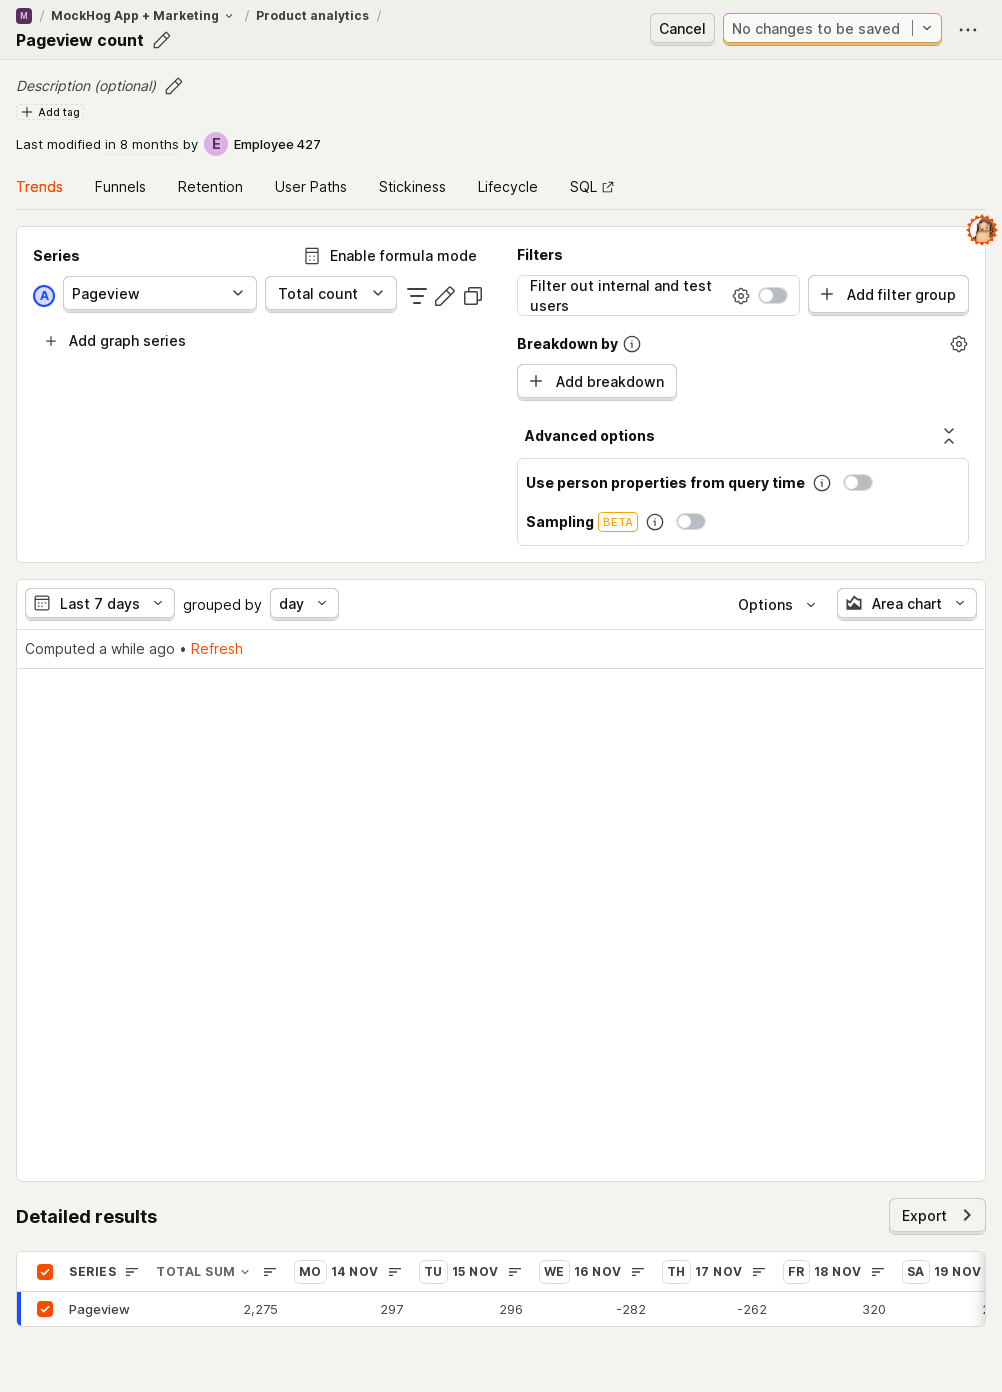 M / MockHog App + Marketing / Product analytics /
Pageview count
Cancel
No changes to be saved
Description (optional)
Add tag
Last modified in 8 months by E Employee 427
Trends Funnels Retention User Paths Stickiness Lifecycle SQL
Series
Enable formula mode
A Pageview Total count
Add graph series
Filters
Filter out internal and test
users
Add filter group
Breakdown by
Add breakdown
Advanced options
Use person properties from query time
Sampling BETA
Last 7 days grouped by day Options Area chart
Computed a while ago • Refresh
Detailed results
Export
SERIES TOTAL SUM MO 14 NOV TU 15 NOV WE 16 NOV TH 17 NOV FR 18 NOV SA 19 NOV
Pageview 2,275 297 296 -282 -262 320